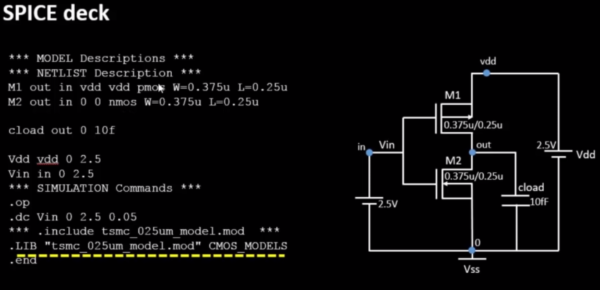 SPICE deck
*** MODEL Descriptions ***
*** NETLIST Description ***
M1 out in vdd vdd pmos W=0.375u L=0.25u
M2 out in 0 0 nmos W=0.375u L=0.25u
cload out 0 10f
Vdd vdd 0 2.5
Vin in 0 2.5
*** SIMULATION Commands ***
.op
.dc Vin 0 2.5 0.05
*** .include tsmc_025um_model.mod ***
.LIB "tsmc_025um_model.mod" CMOS_MODELS
.end
vdd
M1
0.375u/0.25u
in
Vin
out
2.5V
Vdd
M2
0.375u/0.25u
cload
10fF
2.5V
0
Vss